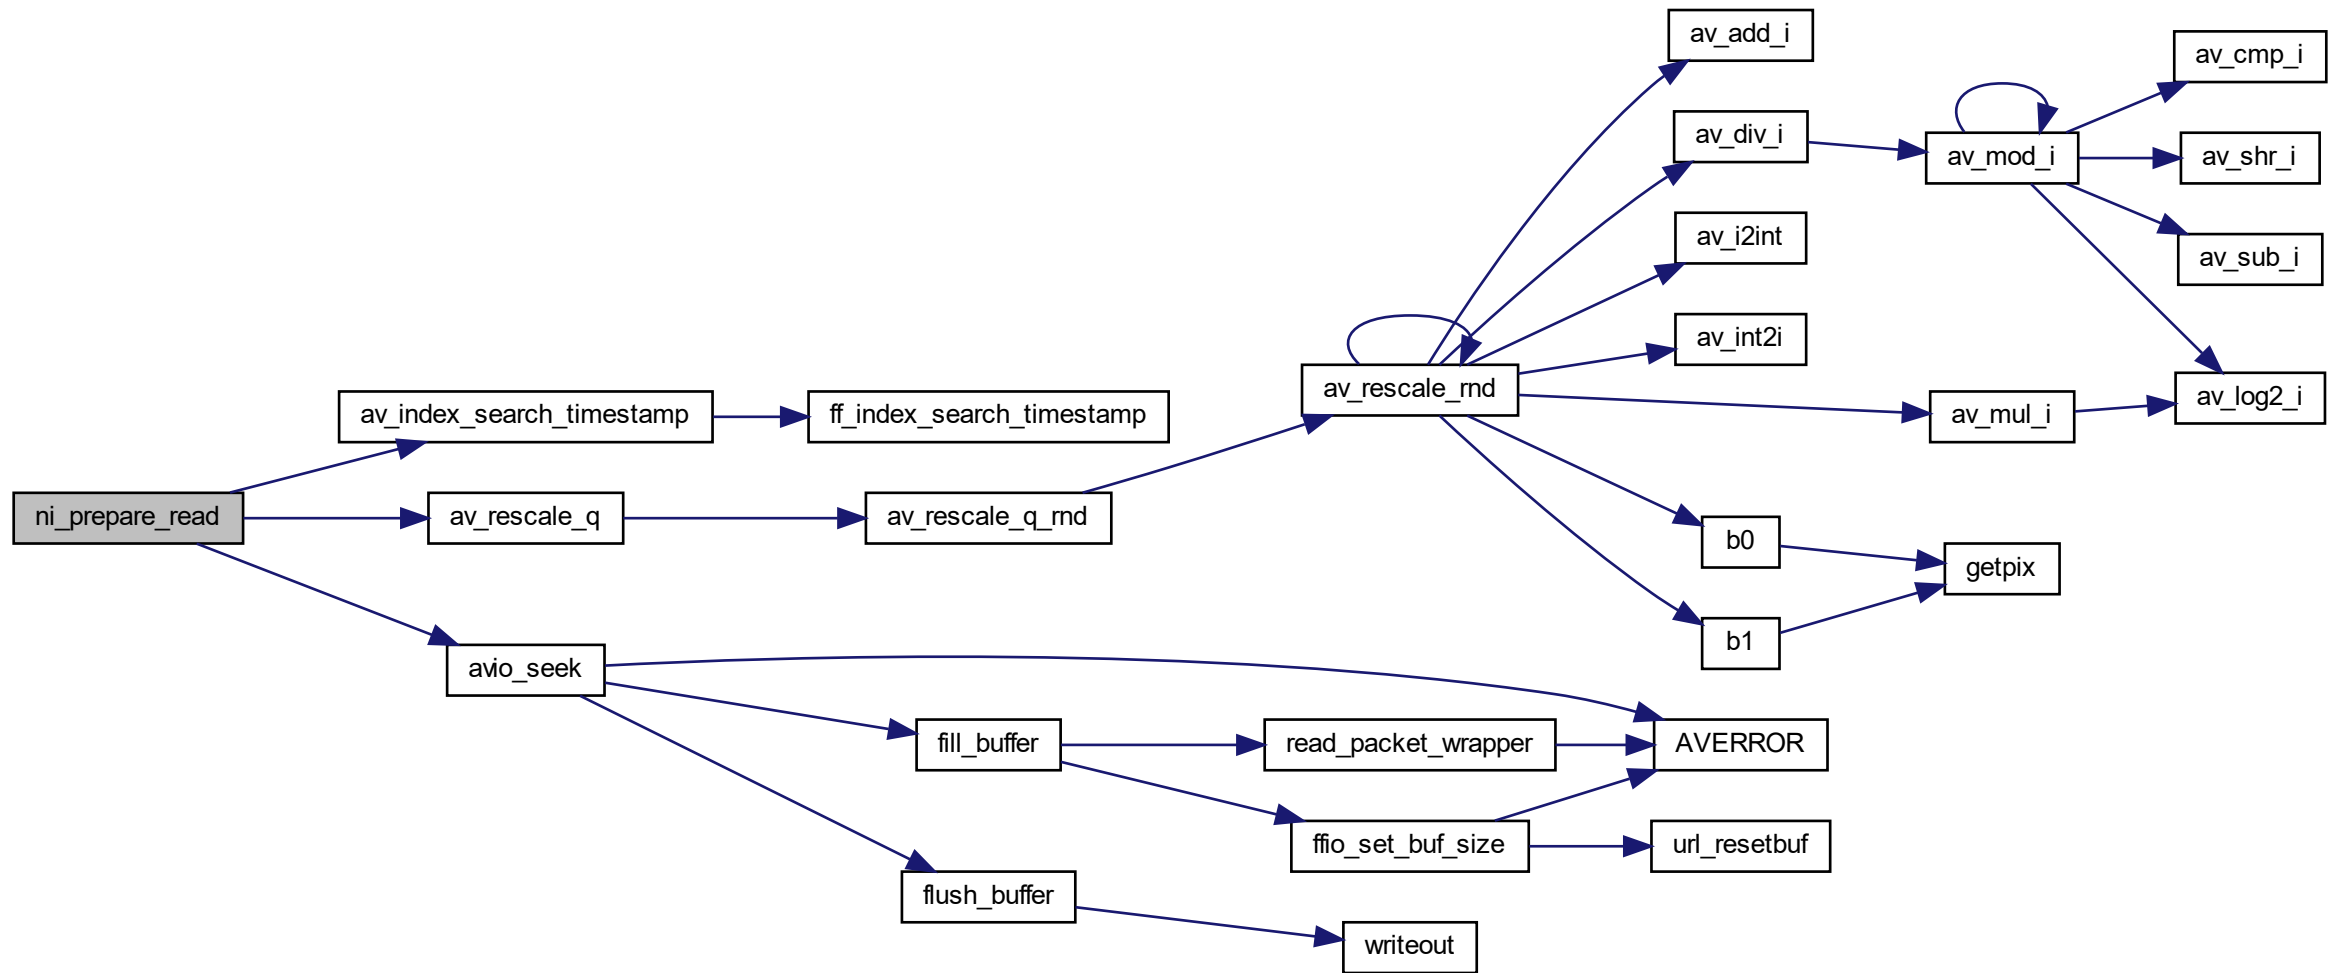 av_add_i
av_cmp_i
av_div_i
av_mod_i
av_shr_i
av_i2int
av_sub_i
av_int2i
av_rescale_rnd
av_log2_i
av_index_search_timestamp
ff_index_search_timestamp
av_mul_i
ni_prepare_read
av_rescale_q
av_rescale_q_rnd
b0
getpix
b1
avio_seek
fill_buffer
read_packet_wrapper
AVERROR
ffio_set_buf_size
url_resetbuf
flush_buffer
writeout